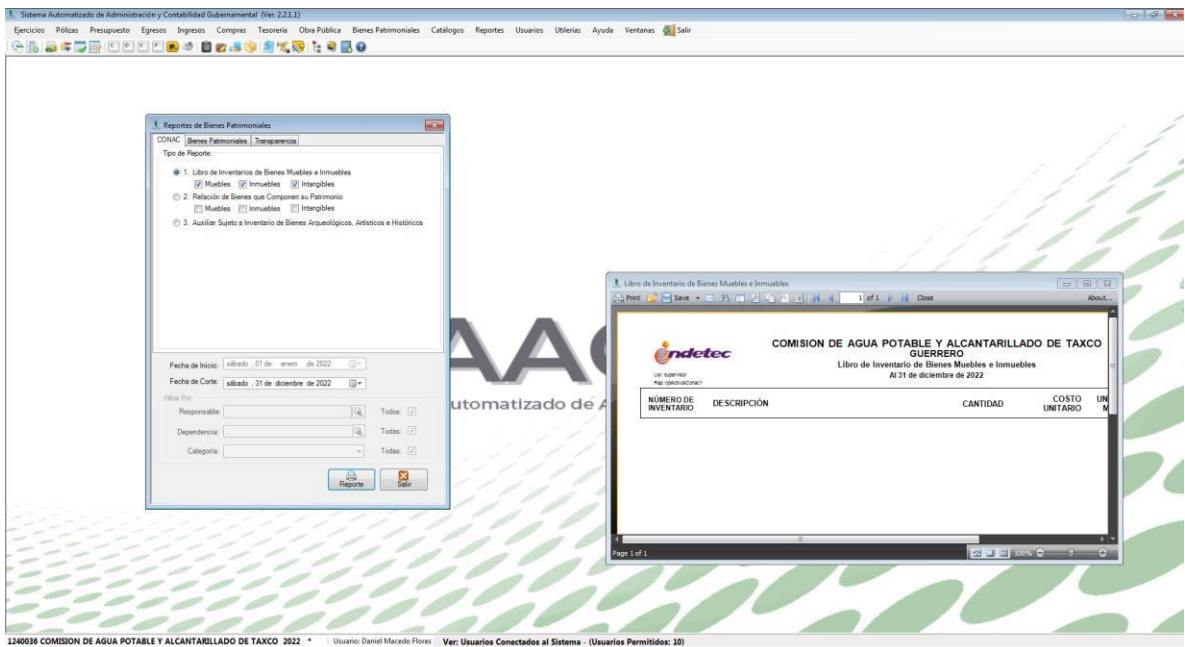 Sistema Automatizado de Administración y Contabilidad Gubernamental (Ver. 2.2.1.1)
Ejercicios Pólizas Presupuesto Egresos Ingresos Compras Tesorería Obra Pública Bienes Patrimoniales Catálogos Reportes Usuarios Utilerías Ayuda Ventanas Salir
Reportes de Bienes Patrimoniales
CONAC Bienes Patrimoniales Transparencia
Tipo de Reporte:
1. Libro de Inventarios de Bienes Muebles e Inmuebles
Muebles Inmuebles Intangibles
2. Relación de Bienes que Componen su Patrimonio
Muebles Inmuebles Intangibles
3. Auxiliar Sujeto a Inventario de Bienes Arqueológicos, Artísticos e Históricos
Fecha de Inicio: sábado , 01 de enero de 2022
Fecha de Corte: sábado , 31 de diciembre de 2022
Filtrar Por:
Responsable: Todos:
Dependencia: Todas:
Categoría: Todas:
Reporte Salir
AA
utomatizado de A
Libro de Inventario de Bienes Muebles e Inmuebles
Print Save 1 of 1 Close About...
indetec
COMISION DE AGUA POTABLE Y ALCANTARILLADO DE TAXCO
GUERRERO
Libro de Inventario de Bienes Muebles e Inmuebles
Al 31 de diciembre de 2022
Usr: supervisor
NÚMERO DE INVENTARIO DESCRIPCIÓN CANTIDAD COSTO UNITARIO UN M
Page 1 of 1 100%
1240036 COMISION DE AGUA POTABLE Y ALCANTARILLADO DE TAXCO 2022 * Usuario: Daniel Macedo Flores Ver: Usuarios Conectados al Sistema - (Usuarios Permitidos: 10)